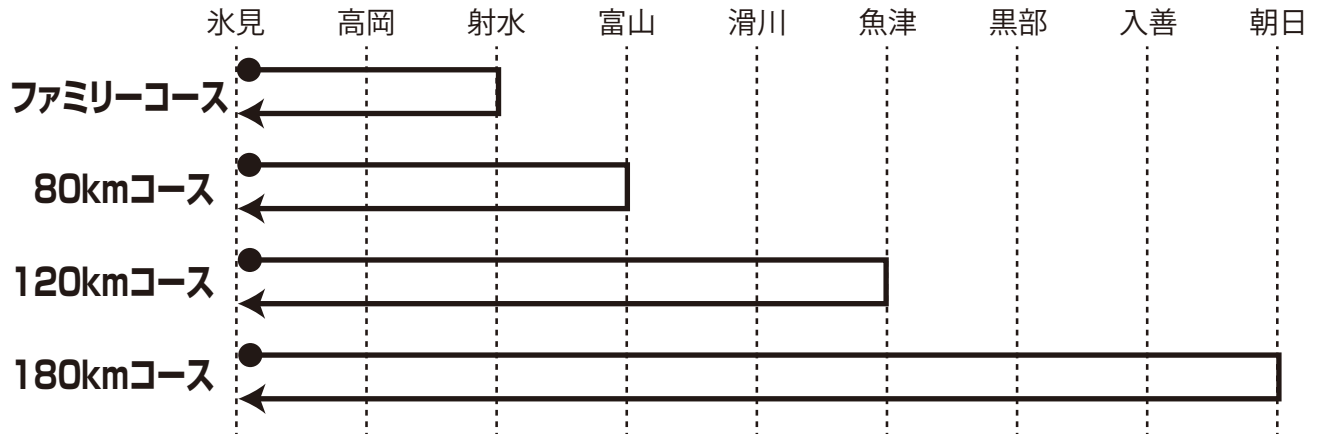 氷見 高岡 射水 富山 滑川 魚津 黒部 入善 朝日
ファミリーコース
80kmコース
120kmコース
180kmコース